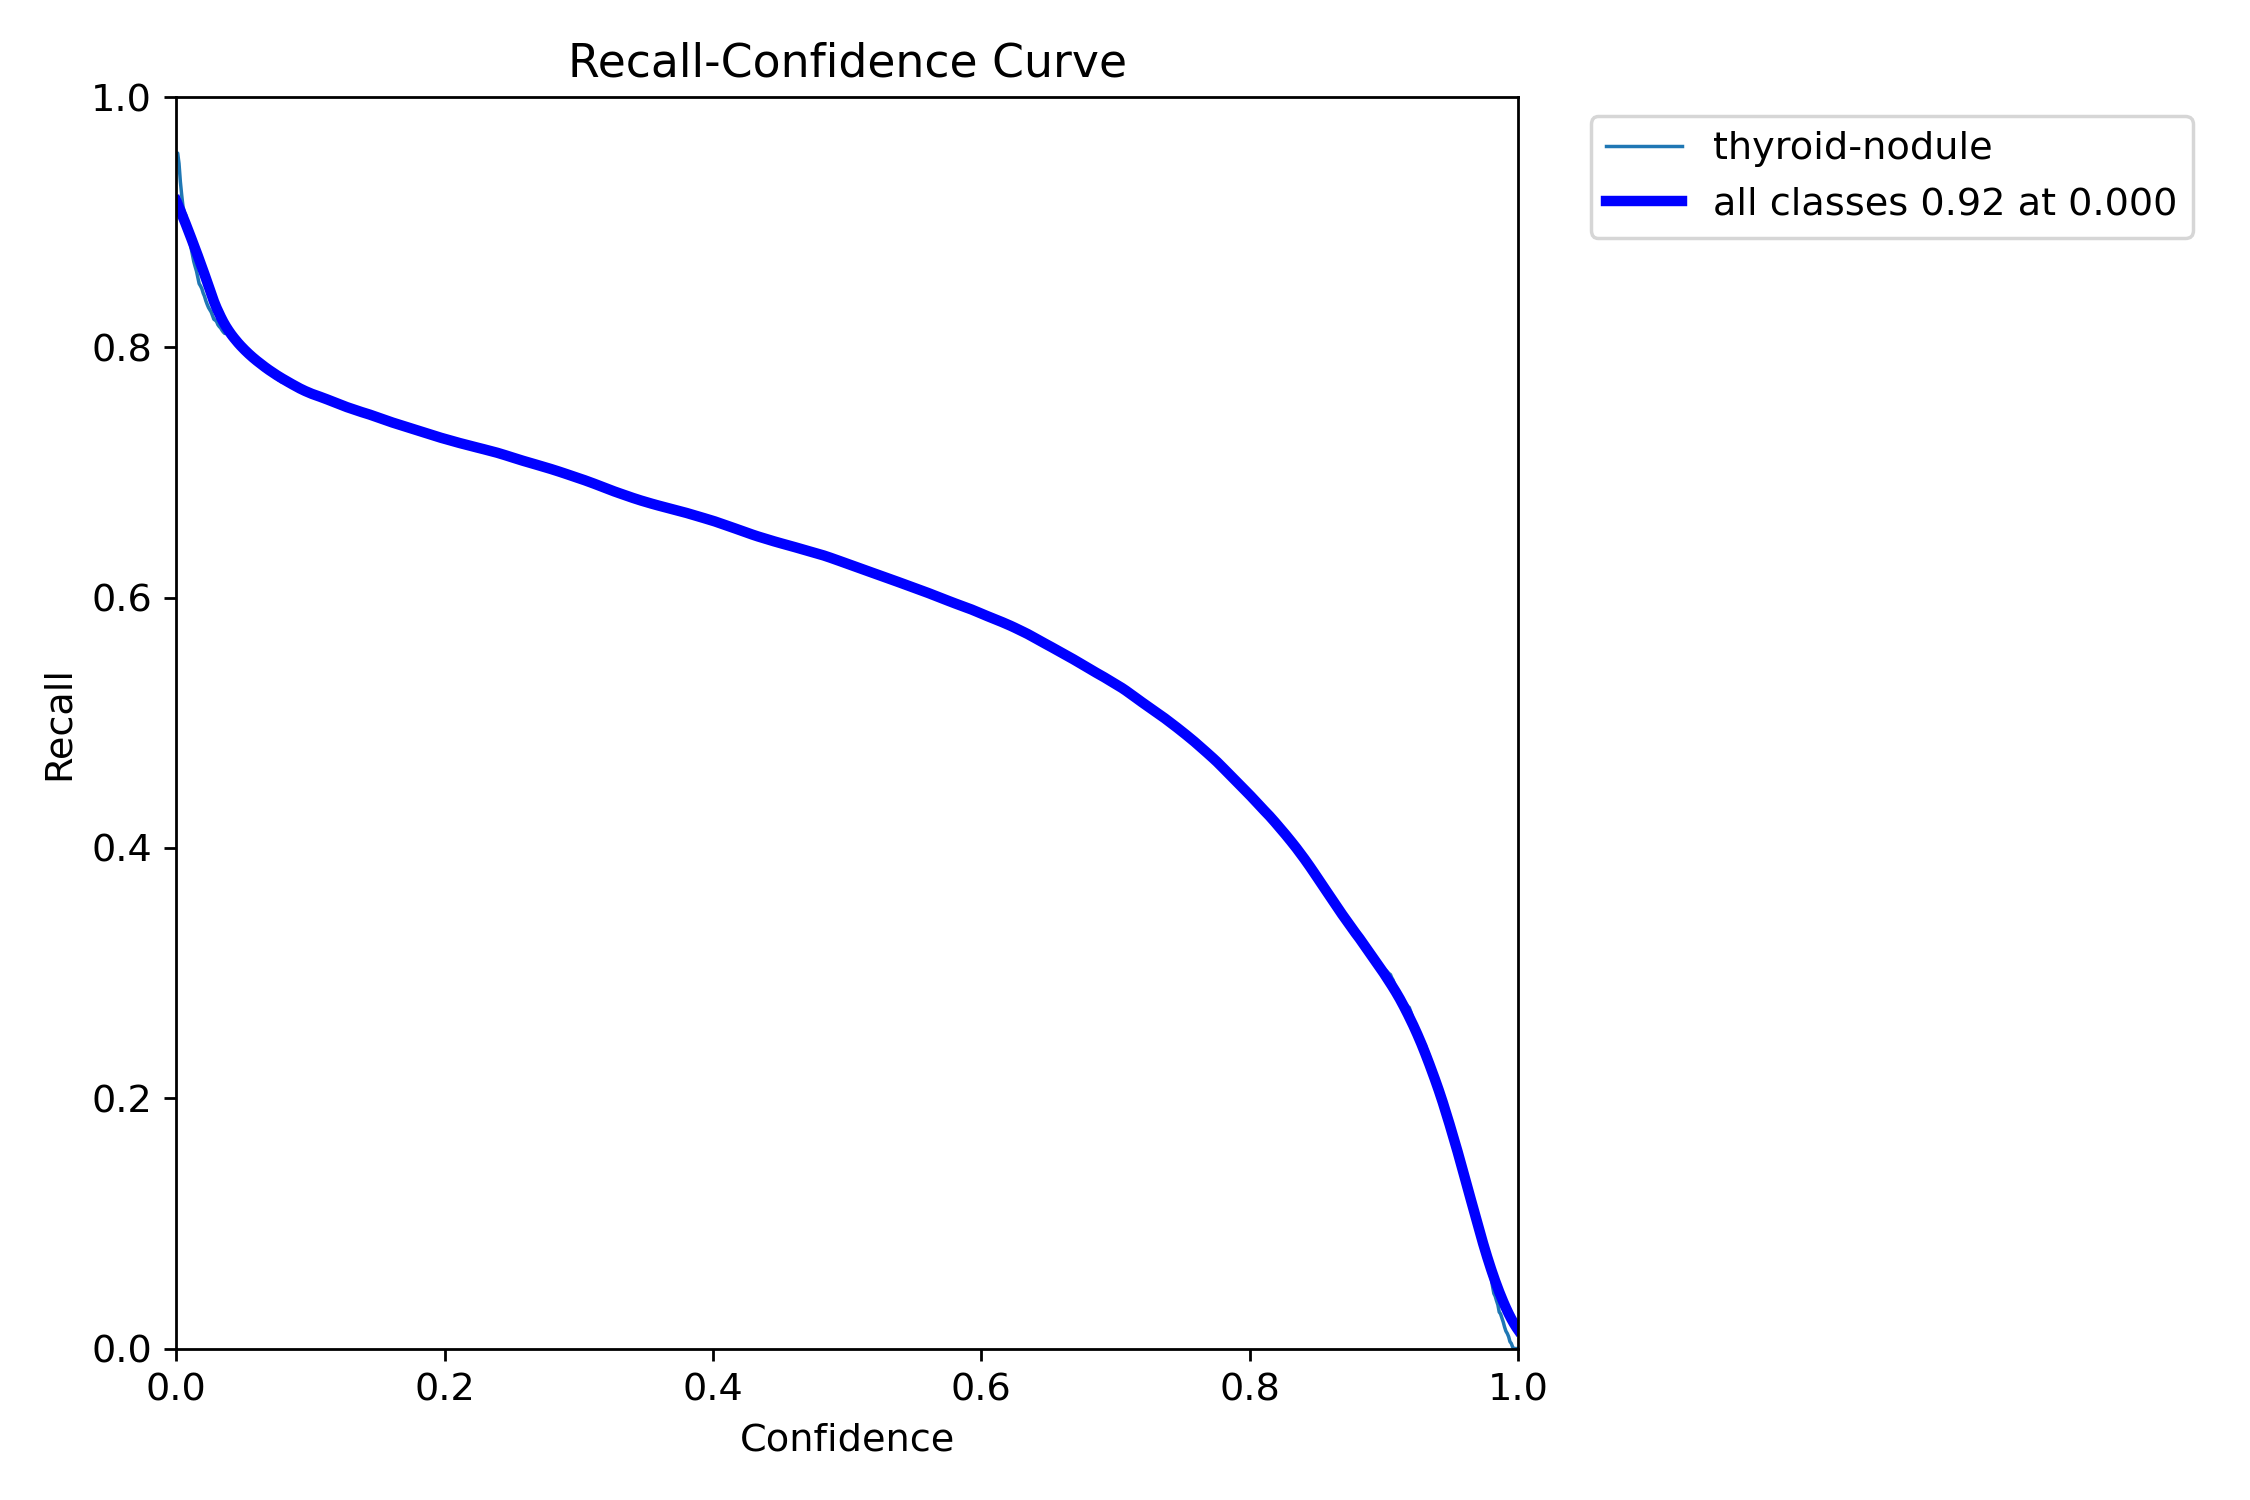 Recall-Confidence Curve
thyroid-nodule
all classes 0.92 at 0.000
1.0
0.8
0.6
0.4
0.2
0.0
Recall
0.0 0.2 0.4 0.6 0.8 1.0
Confidence